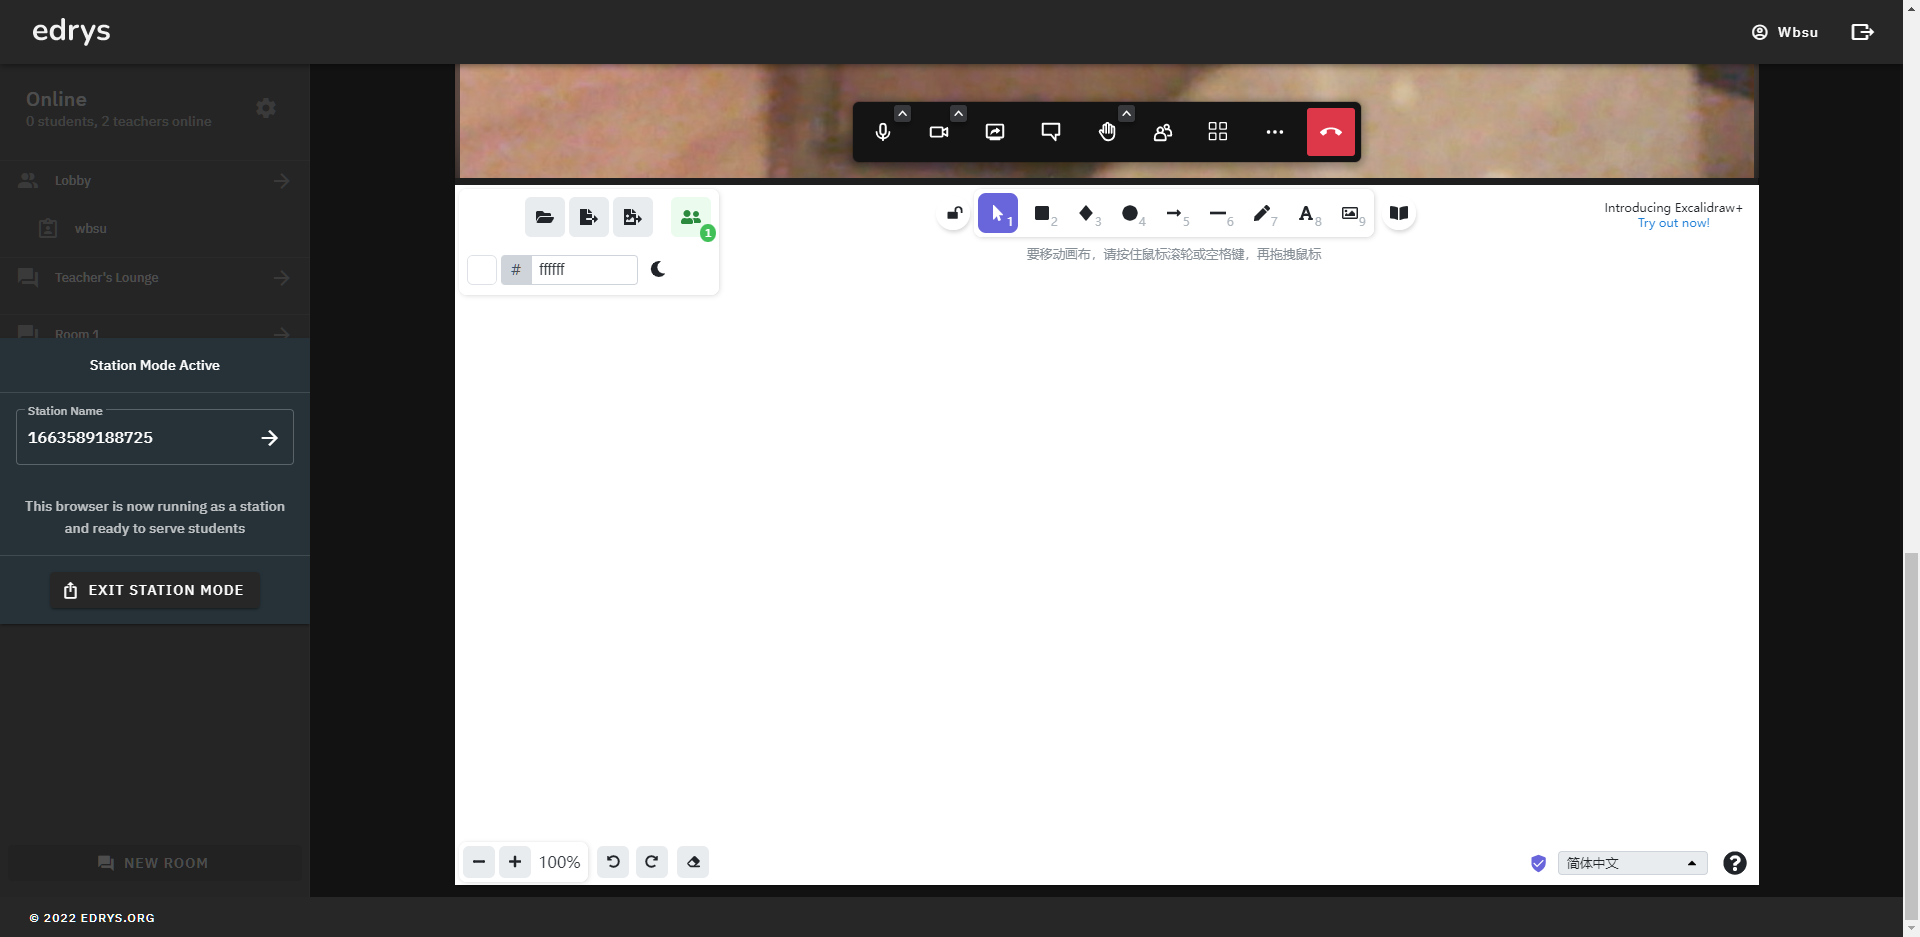 edrys
Wbsu
Online
0 students, 2 teachers online
Lobby
wbsu
Teacher's Lounge
Room 1
Station Mode Active
Station Name
1663589188725
This browser is now running as a station
and ready to serve students
EXIT STATION MODE
NEW ROOM
© 2022 EDRYS.ORG
1
# ffffff
1 2 3 4 5 6 7 A 8 9
要移动画布，请按住鼠标滚轮或空格键，再拖拽鼠标
Introducing Excalidraw+
Try out now!
100%
简体中文
?